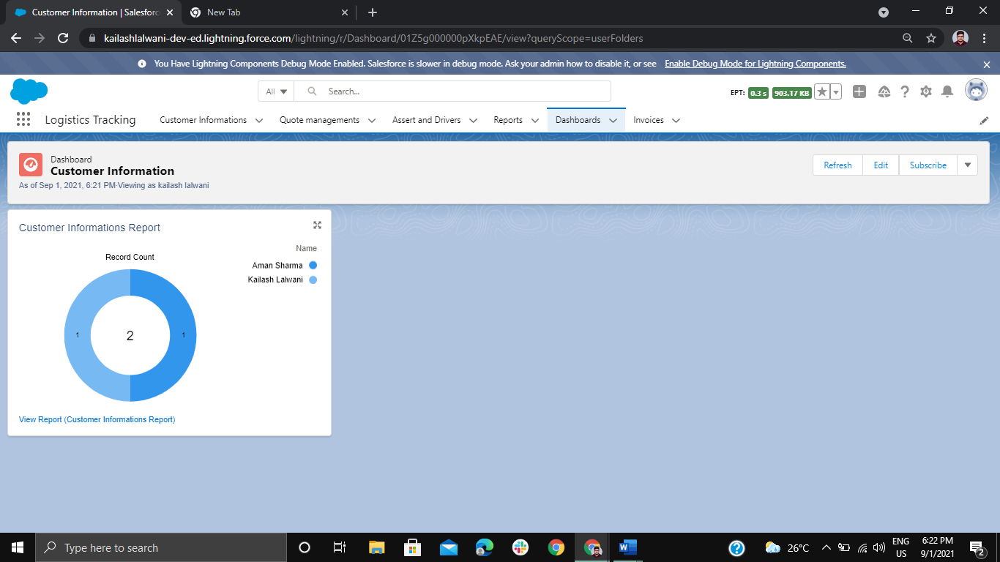 Customer Information | Salesforc
New Tab
kailashlalwani-dev-ed.lightning.force.com/lightning/r/Dashboard/01Z5g000000pXkpEAE/view?queryScope=userFolders
You Have Lightning Components Debug Mode Enabled. Salesforce is slower in debug mode. Ask your admin how to disable it, or see Enable Debug Mode for Lightning Components.
All Search... EPT: 0.3 s 903.17 KB
Logistics Tracking Customer Informations Quote managements Assert and Drivers Reports Dashboards Invoices
Dashboard
Customer Information
As of Sep 1, 2021, 6:21 PM·Viewing as kailash lalwani
Refresh Edit Subscribe
Customer Informations Report
Record Count
Name
Aman Sharma
Kailash Lalwani
1 2 1
View Report (Customer Informations Report)
Type here to search
26°C
ENG
US
6:22 PM
9/1/2021
2